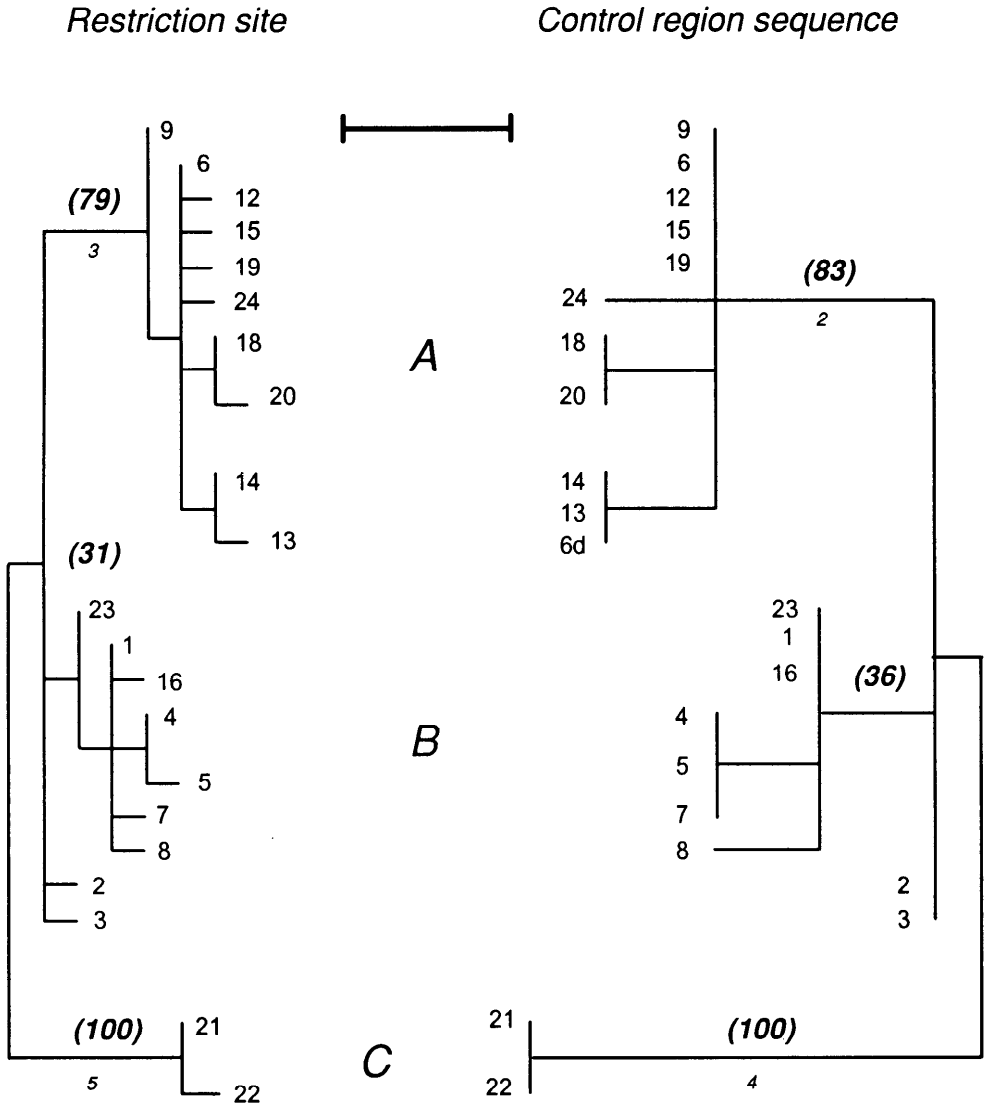 Restriction site Control region sequence
9 9
6 6
(79) 12 12
15 15
3 19 19 (83)
24 24
2
18 A 18
20 20
14 14
13 13
(31) 6d
23 23
1 1
16 16 (36)
4 B 4
5 5
7 7
8 8
2 2
3 3
(100) 21 21 (100)
C
5 22 22 4